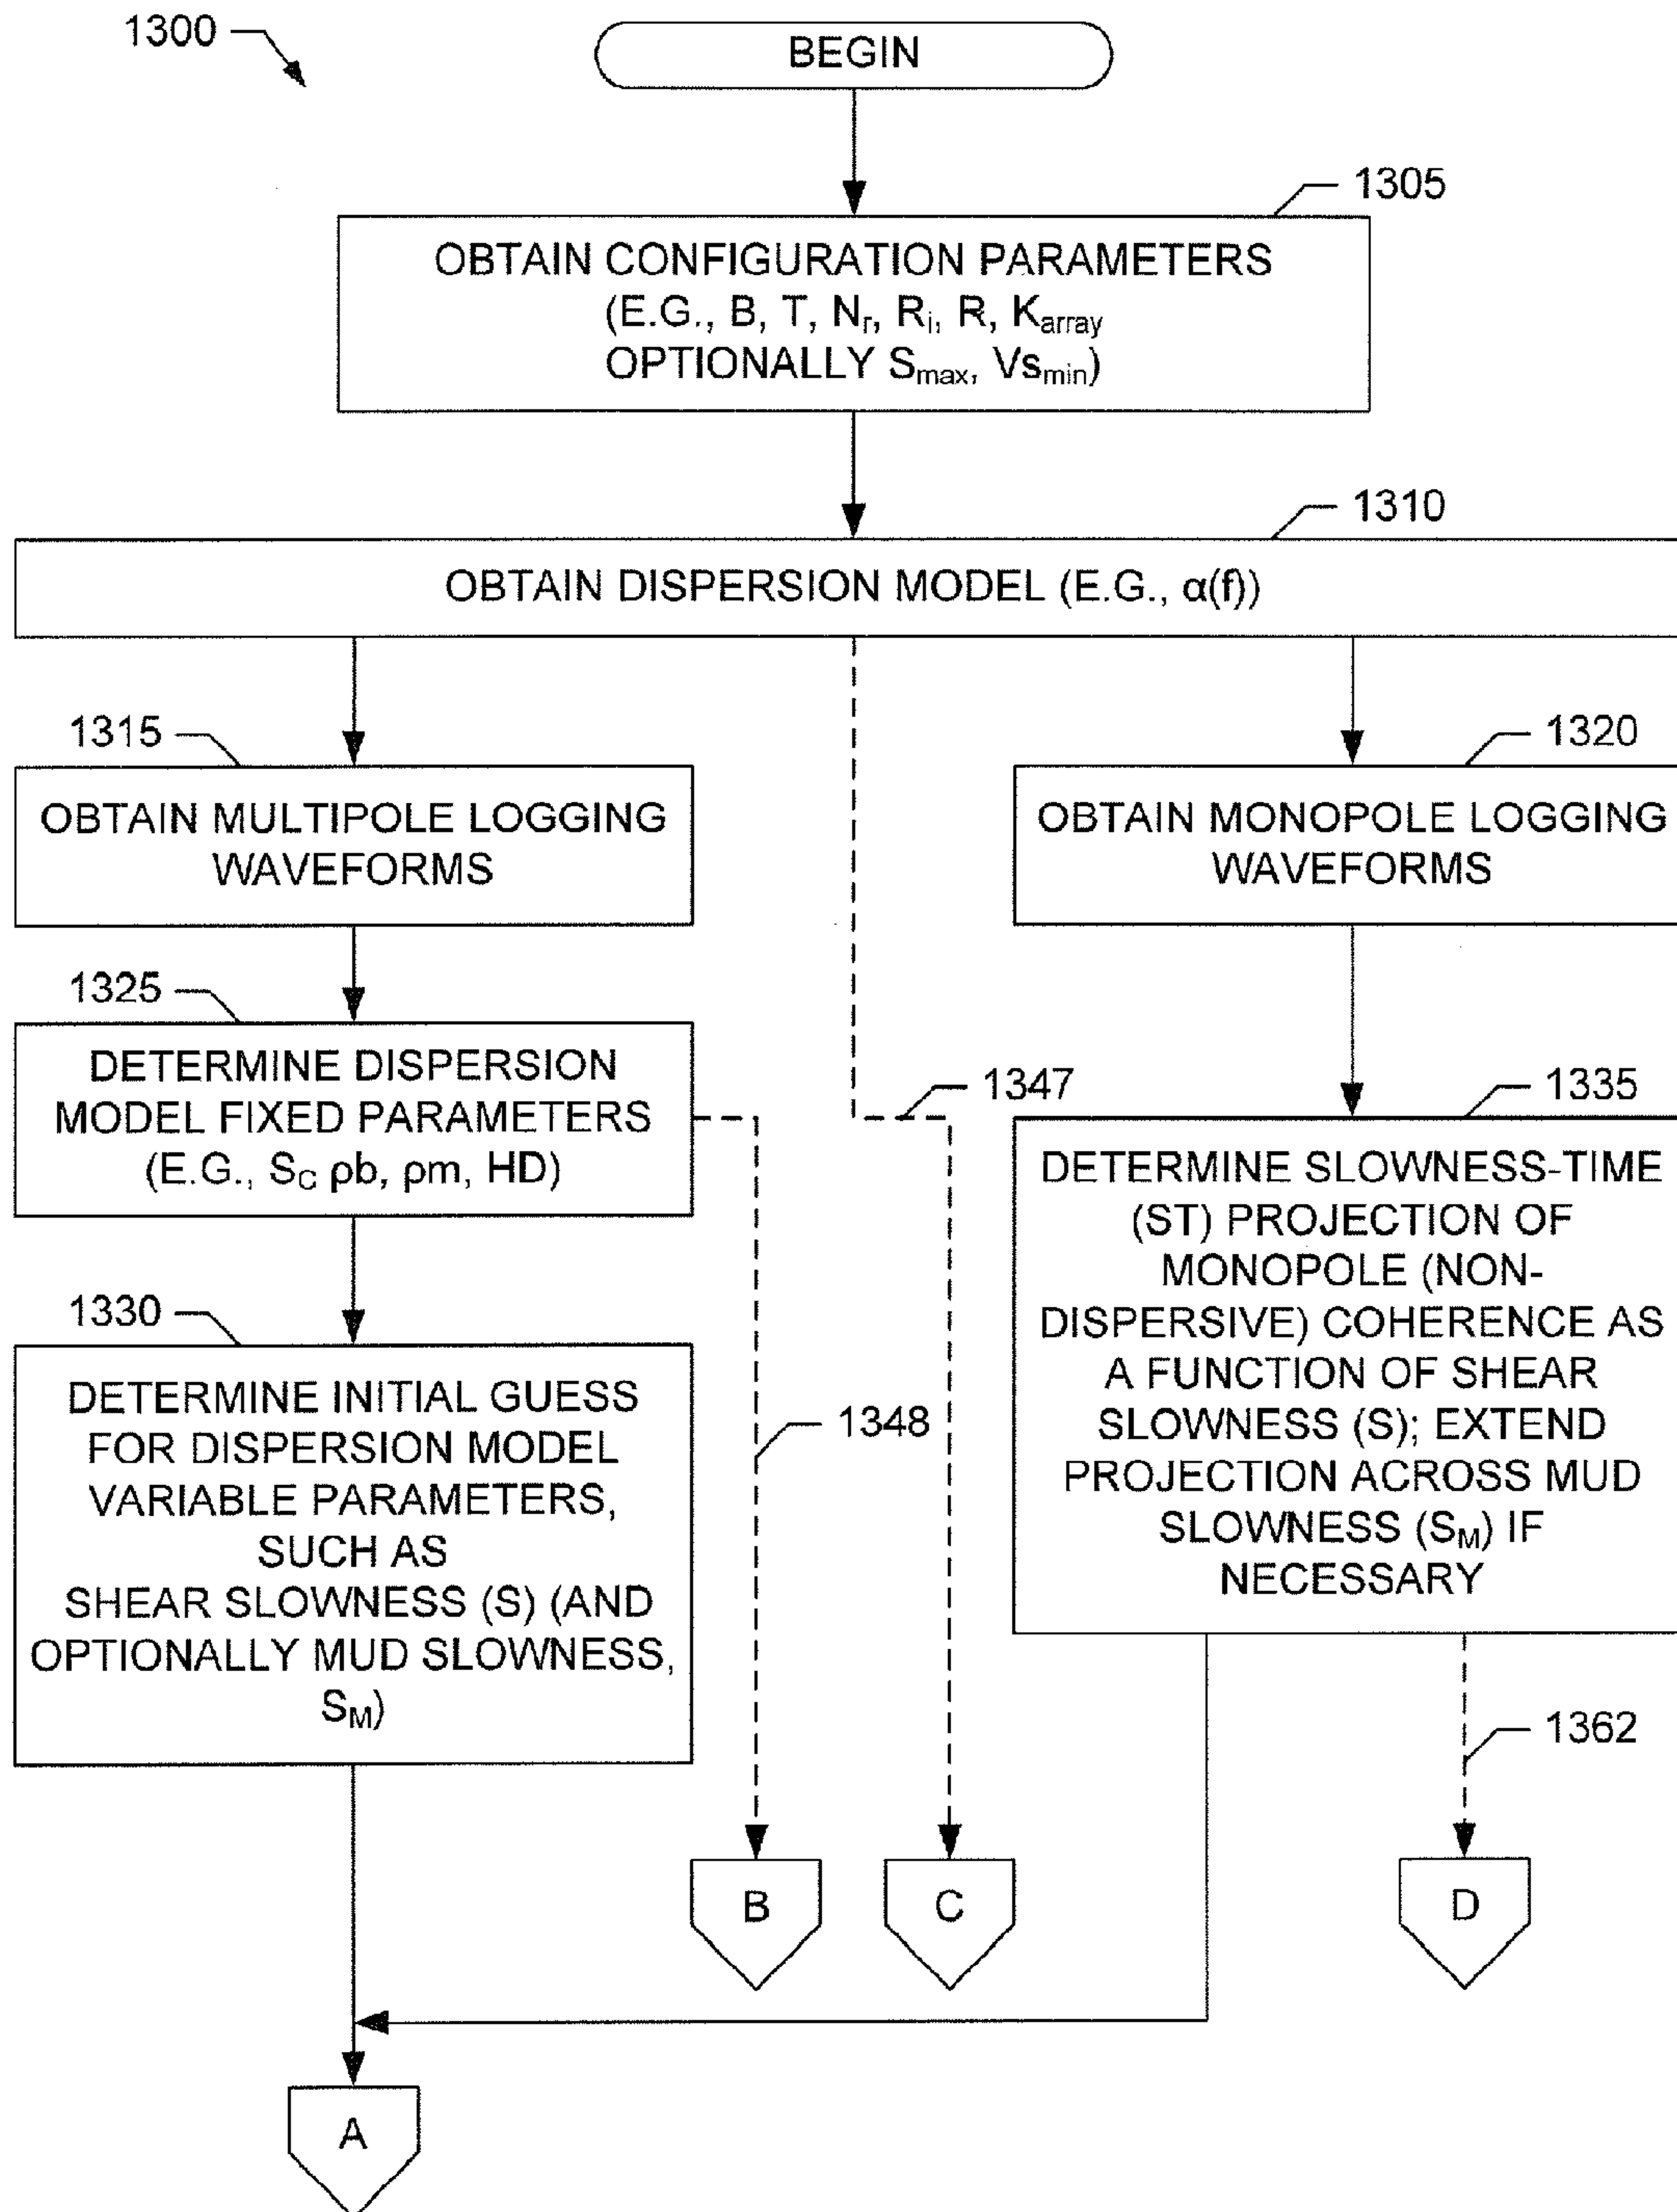 1300
BEGIN
1305
OBTAIN CONFIGURATION PARAMETERS
(E.G., B, T, Nr, Ri, R, Karray
OPTIONALLY Smax, Vsmin)
1310
OBTAIN DISPERSION MODEL (E.G., α(f))
1315
OBTAIN MULTIPOLE LOGGING
WAVEFORMS
1320
OBTAIN MONOPOLE LOGGING
WAVEFORMS
1325
DETERMINE DISPERSION
MODEL FIXED PARAMETERS
(E.G., SC ρb, ρm, HD)
1347
1335
DETERMINE SLOWNESS-TIME
(ST) PROJECTION OF
MONOPOLE (NON-
DISPERSIVE) COHERENCE AS
A FUNCTION OF SHEAR
SLOWNESS (S); EXTEND
PROJECTION ACROSS MUD
SLOWNESS (SM) IF
NECESSARY
1330
DETERMINE INITIAL GUESS
FOR DISPERSION MODEL
VARIABLE PARAMETERS,
SUCH AS
SHEAR SLOWNESS (S) (AND
OPTIONALLY MUD SLOWNESS,
SM)
1348
1362
B
C
D
A